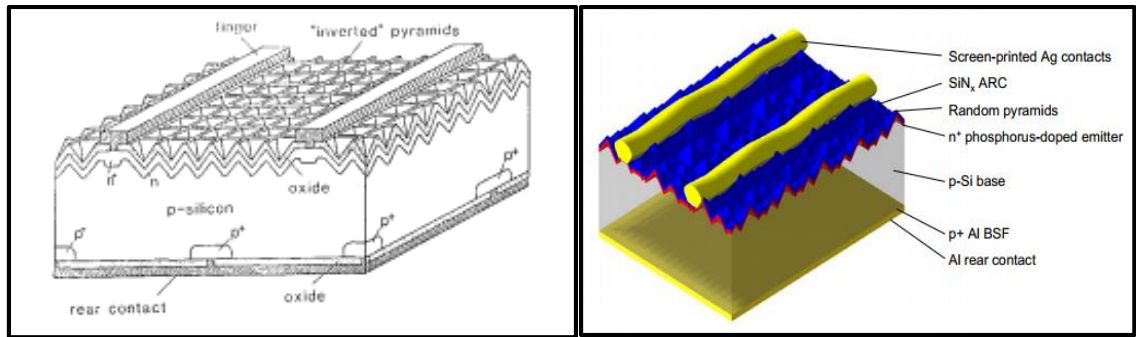 finger
"inverted" pyramids
n+
n
oxide
p-silicon
p+
p+
p+
p+
rear contact
oxide
Screen-printed Ag contacts
SiNx ARC
Random pyramids
n+ phosphorus-doped emitter
p-Si base
p+ Al BSF
Al rear contact